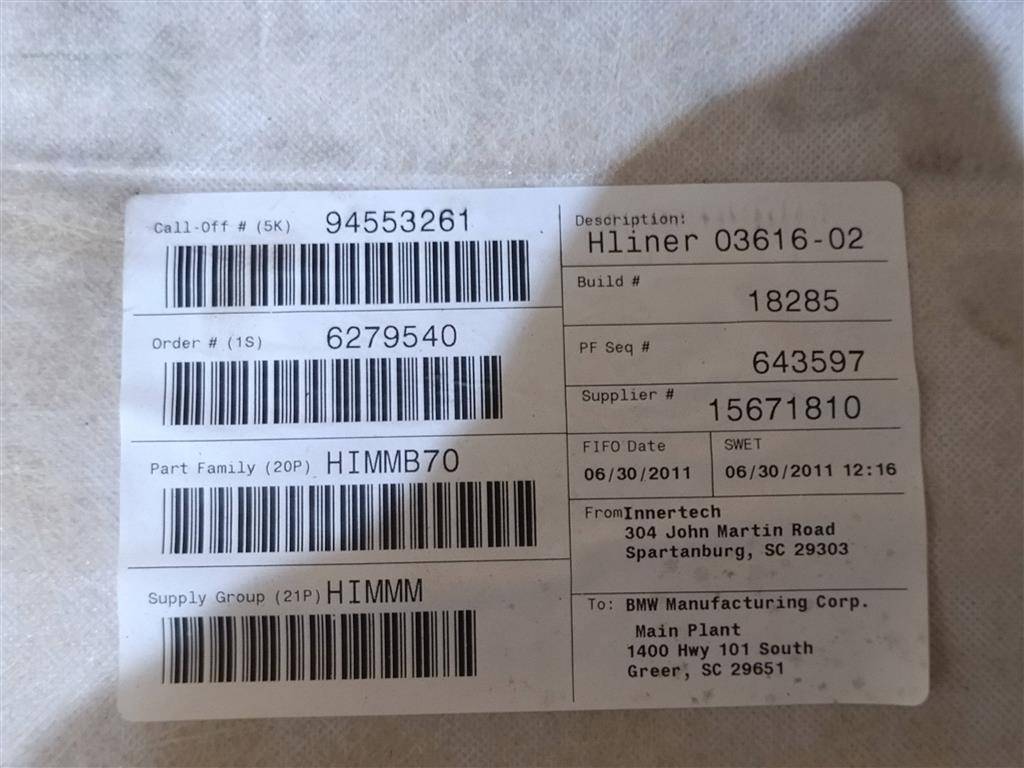 Call-Off # (5K) 94553261
Order # (1S) 6279540
Part Family (20P) HIMMB70
Supply Group (21P) HIMMM
Description:
Hliner 03616-02
Build #
18285
PF Seq #
643597
Supplier #
15671810
FIFO Date
06/30/2011
SWET
06/30/2011 12:16
From Innertech
304 John Martin Road
Spartanburg, SC 29303
To: BMW Manufacturing Corp.
Main Plant
1400 Hwy 101 South
Greer, SC 29651